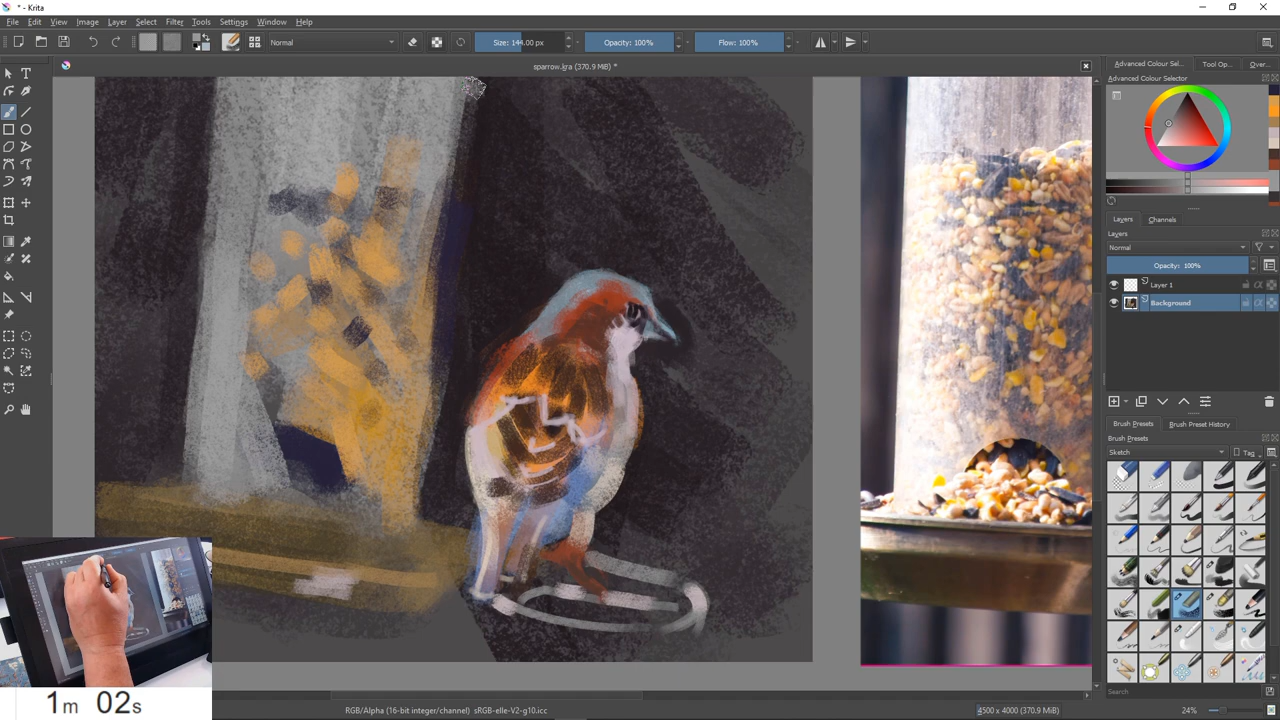 * - Krita
File Edit View Image Layer Select Filter Tools Settings Window Help
Normal Size: 144.00 px Opacity: 100% Flow: 100%
sparrow.kra (370.9 MiB) *
Advanced Colour Sel... Tool Op... Over...
Advanced Colour Selector
Layers Channels
Layers
Normal
Opacity: 100%
Layer 1
Background
Brush Presets Brush Preset History
Brush Presets
Sketch Tag
Search
1m 02s
RGB/Alpha (16-bit integer/channel) sRGB-elle-V2-g10.icc 4500 x 4000 (370.9 MiB) 24%